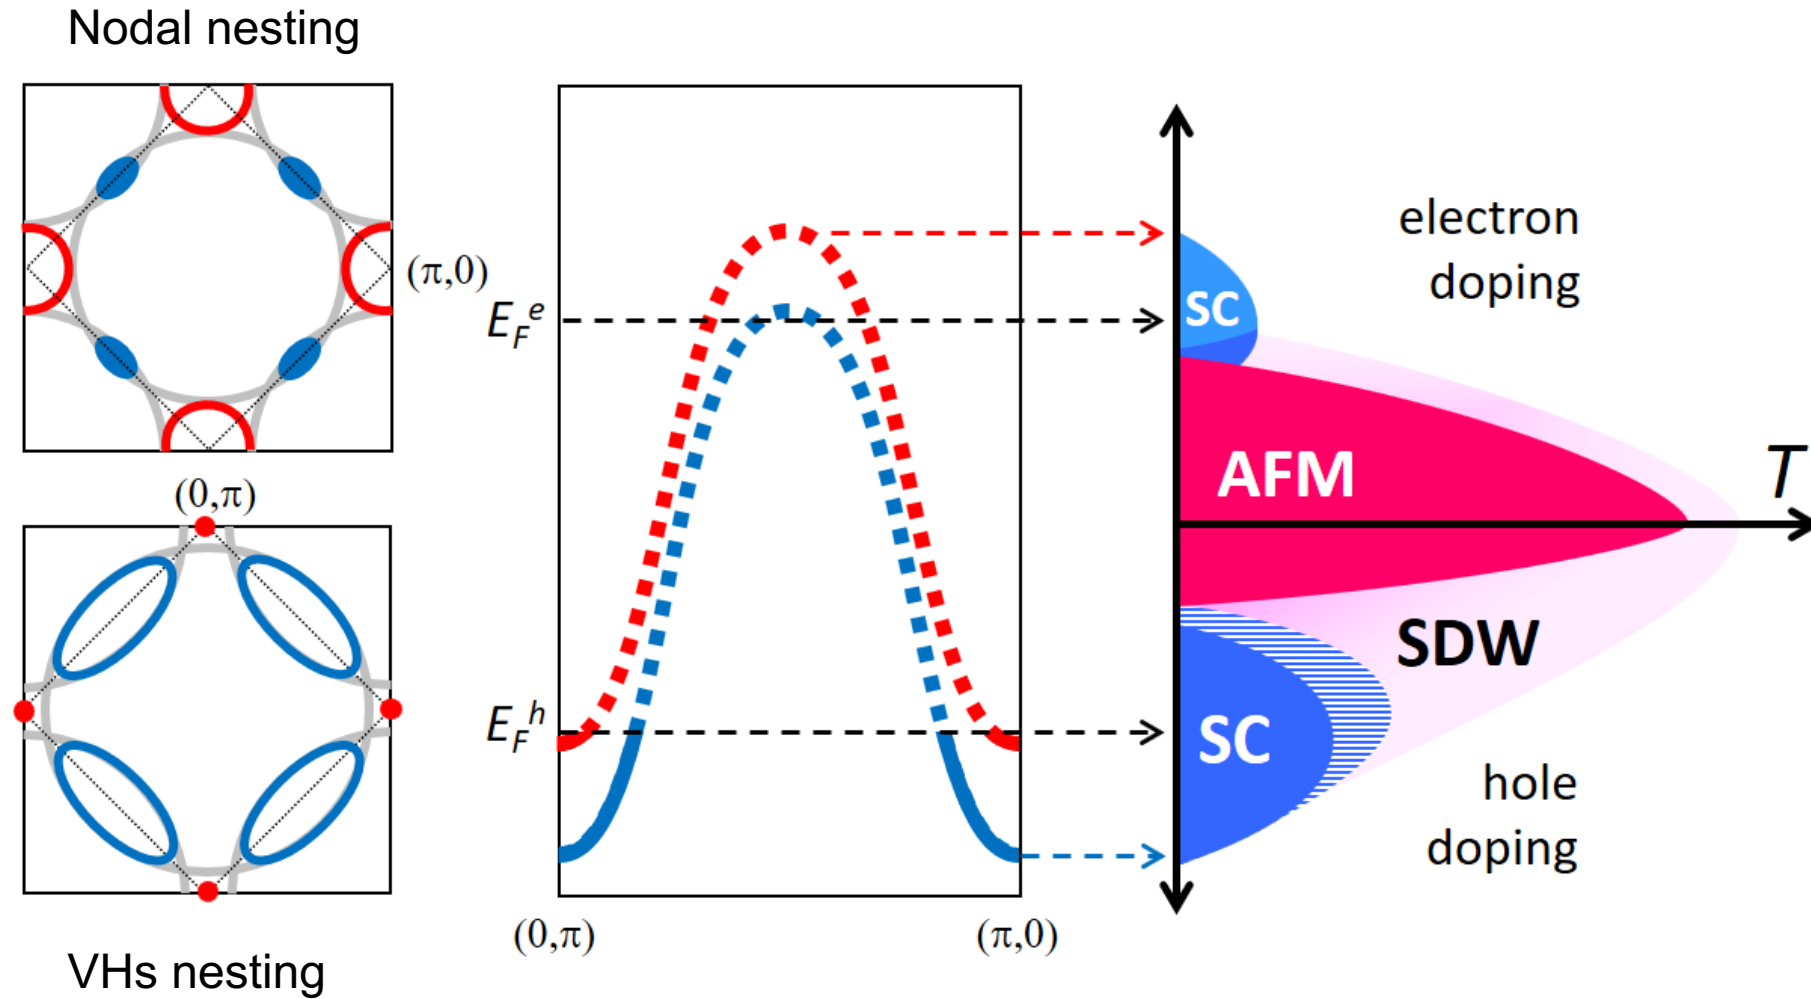 Nodal nesting
(π,0)
(0,π)
VHs nesting
E_F^e
E_F^h
(0,π)
(π,0)
electron
doping
SC
AFM
T
SDW
SC
hole
doping